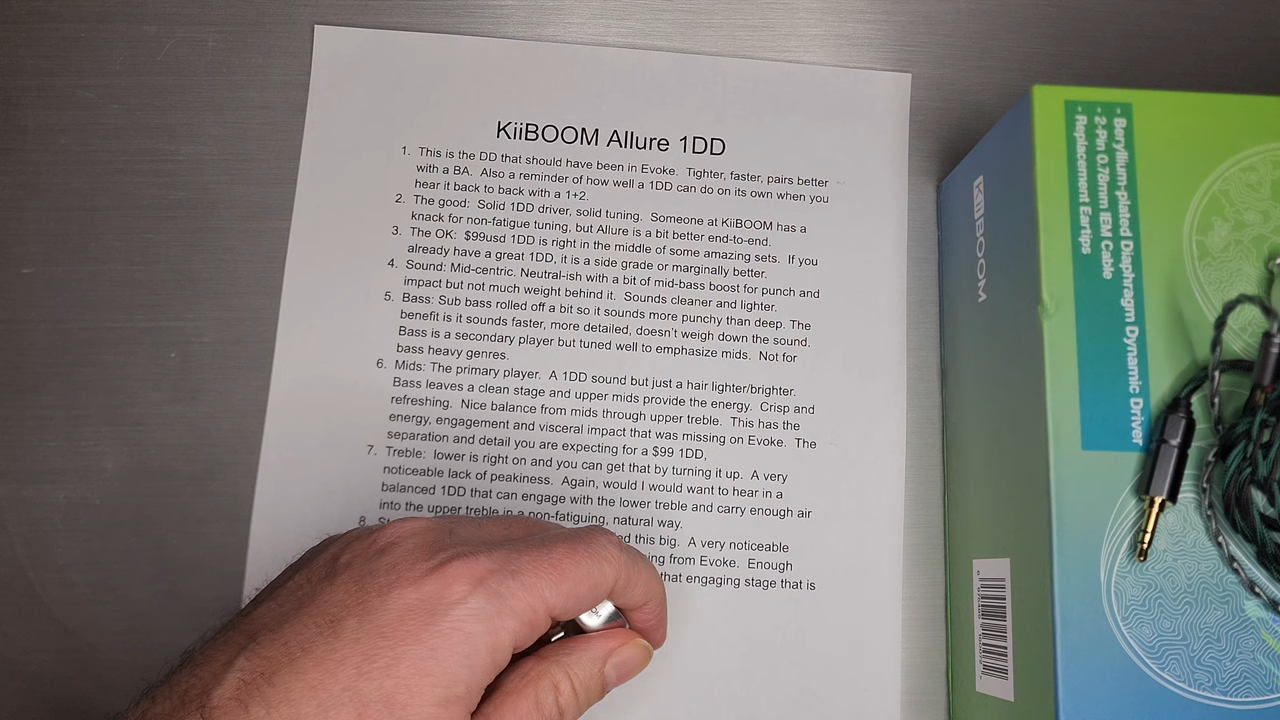 KiiBOOM Allure 1DD
1. This is the DD that should have been in Evoke. Tighter, faster, pairs better
with a BA. Also a reminder of how well a 1DD can do on its own when you
hear it back to back with a 1+2.
2. The good: Solid 1DD driver, solid tuning. Someone at KiiBOOM has a
knack for non-fatigue tuning, but Allure is a bit better end-to-end.
3. The OK: $99usd 1DD is right in the middle of some amazing sets. If you
already have a great 1DD, it is a side grade or marginally better.
4. Sound: Mid-centric. Neutral-ish with a bit of mid-bass boost for punch and
impact but not much weight behind it. Sounds cleaner and lighter.
5. Bass: Sub bass rolled off a bit so it sounds more punchy than deep. The
benefit is it sounds faster, more detailed, doesn't weigh down the sound.
Bass is a secondary player but tuned well to emphasize mids. Not for
bass heavy genres.
6. Mids: The primary player. A 1DD sound but just a hair lighter/brighter.
Bass leaves a clean stage and upper mids provide the energy. Crisp and
refreshing. Nice balance from mids through upper treble. This has the
energy, engagement and visceral impact that was missing on Evoke. The
separation and detail you are expecting for a $99 1DD,
7. Treble: lower is right on and you can get that by turning it up. A very
noticeable lack of peakiness. Again, would I would want to hear in a
balanced 1DD that can engage with the lower treble and carry enough air
into the upper treble in a non-fatiguing, natural way.
8. St
ed this big. A very noticeable
ing from Evoke. Enough
that engaging stage that is
KiiBOOM
• Beryllium-plated Diaphragm Dynamic Driver
• 2-Pin 0.78mm IEM Cable
• Replacement Eartips